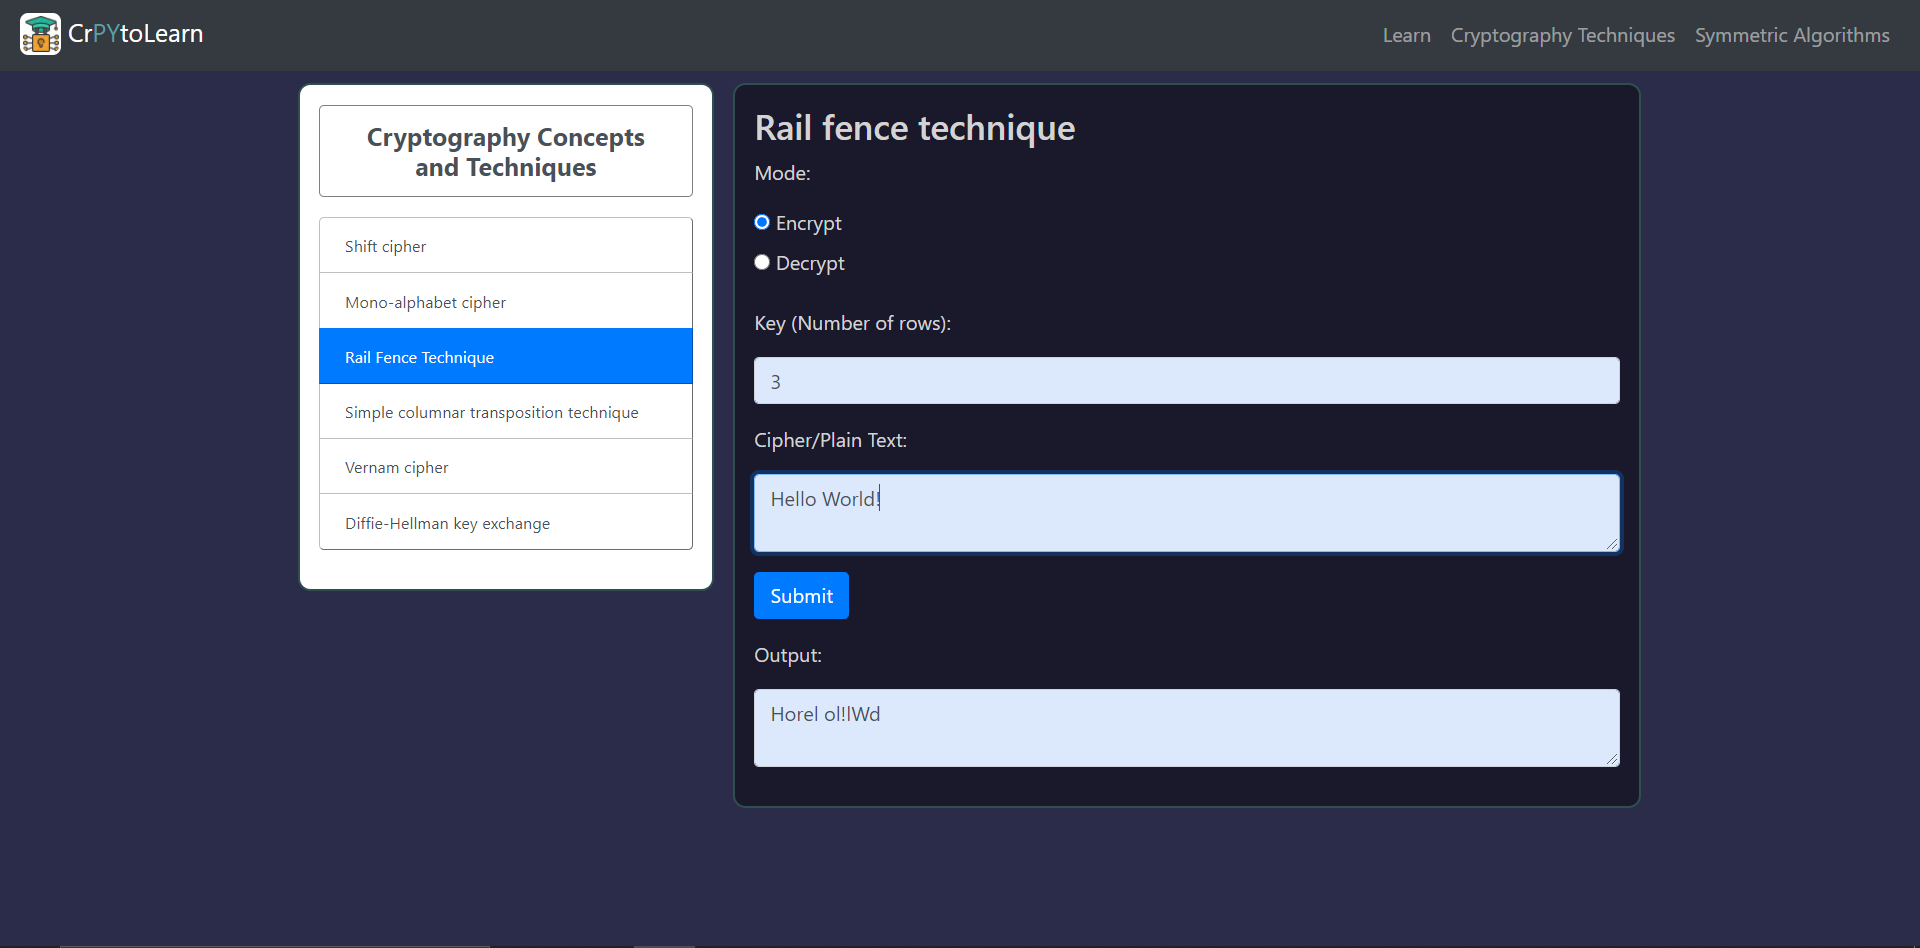 CrPYtoLearn
Learn
Cryptography Techniques
Symmetric Algorithms
Cryptography Concepts
and Techniques
Shift cipher
Mono-alphabet cipher
Rail Fence Technique
Simple columnar transposition technique
Vernam cipher
Diffie-Hellman key exchange
Rail fence technique
Mode:
Encrypt
Decrypt
Key (Number of rows):
3
Cipher/Plain Text:
Hello World!
Submit
Output:
Horel ol!lWd